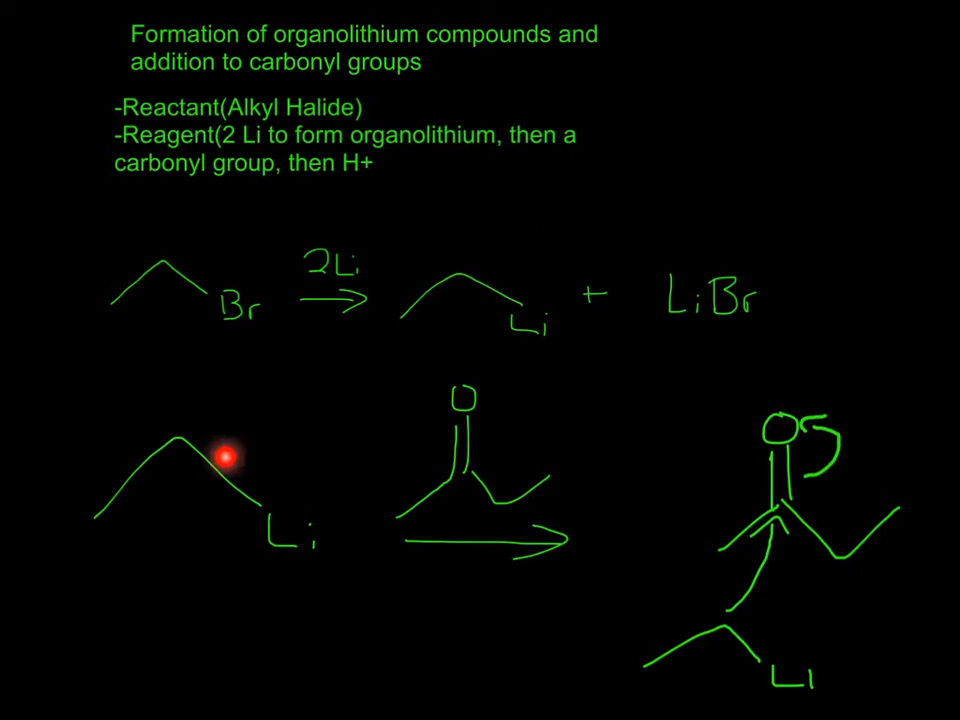 Formation of organolithium compounds and
addition to carbonyl groups
-Reactant(Alkyl Halide)
-Reagent(2 Li to form organolithium, then a
carbonyl group, then H+
2Li
Br
Li
+
LiBr
O
O
Li
Li